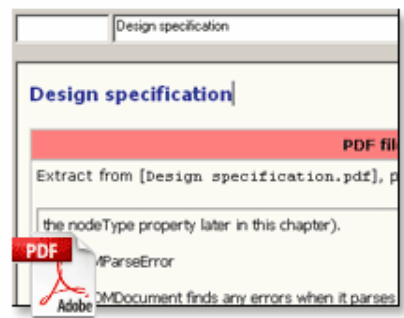 Design specification
Design specification
PDF fil
Extract from [Design specification.pdf], p
the nodeType property later in this chapter).
MParseError
OMDocument finds any errors when it parses
PDF
Adobe